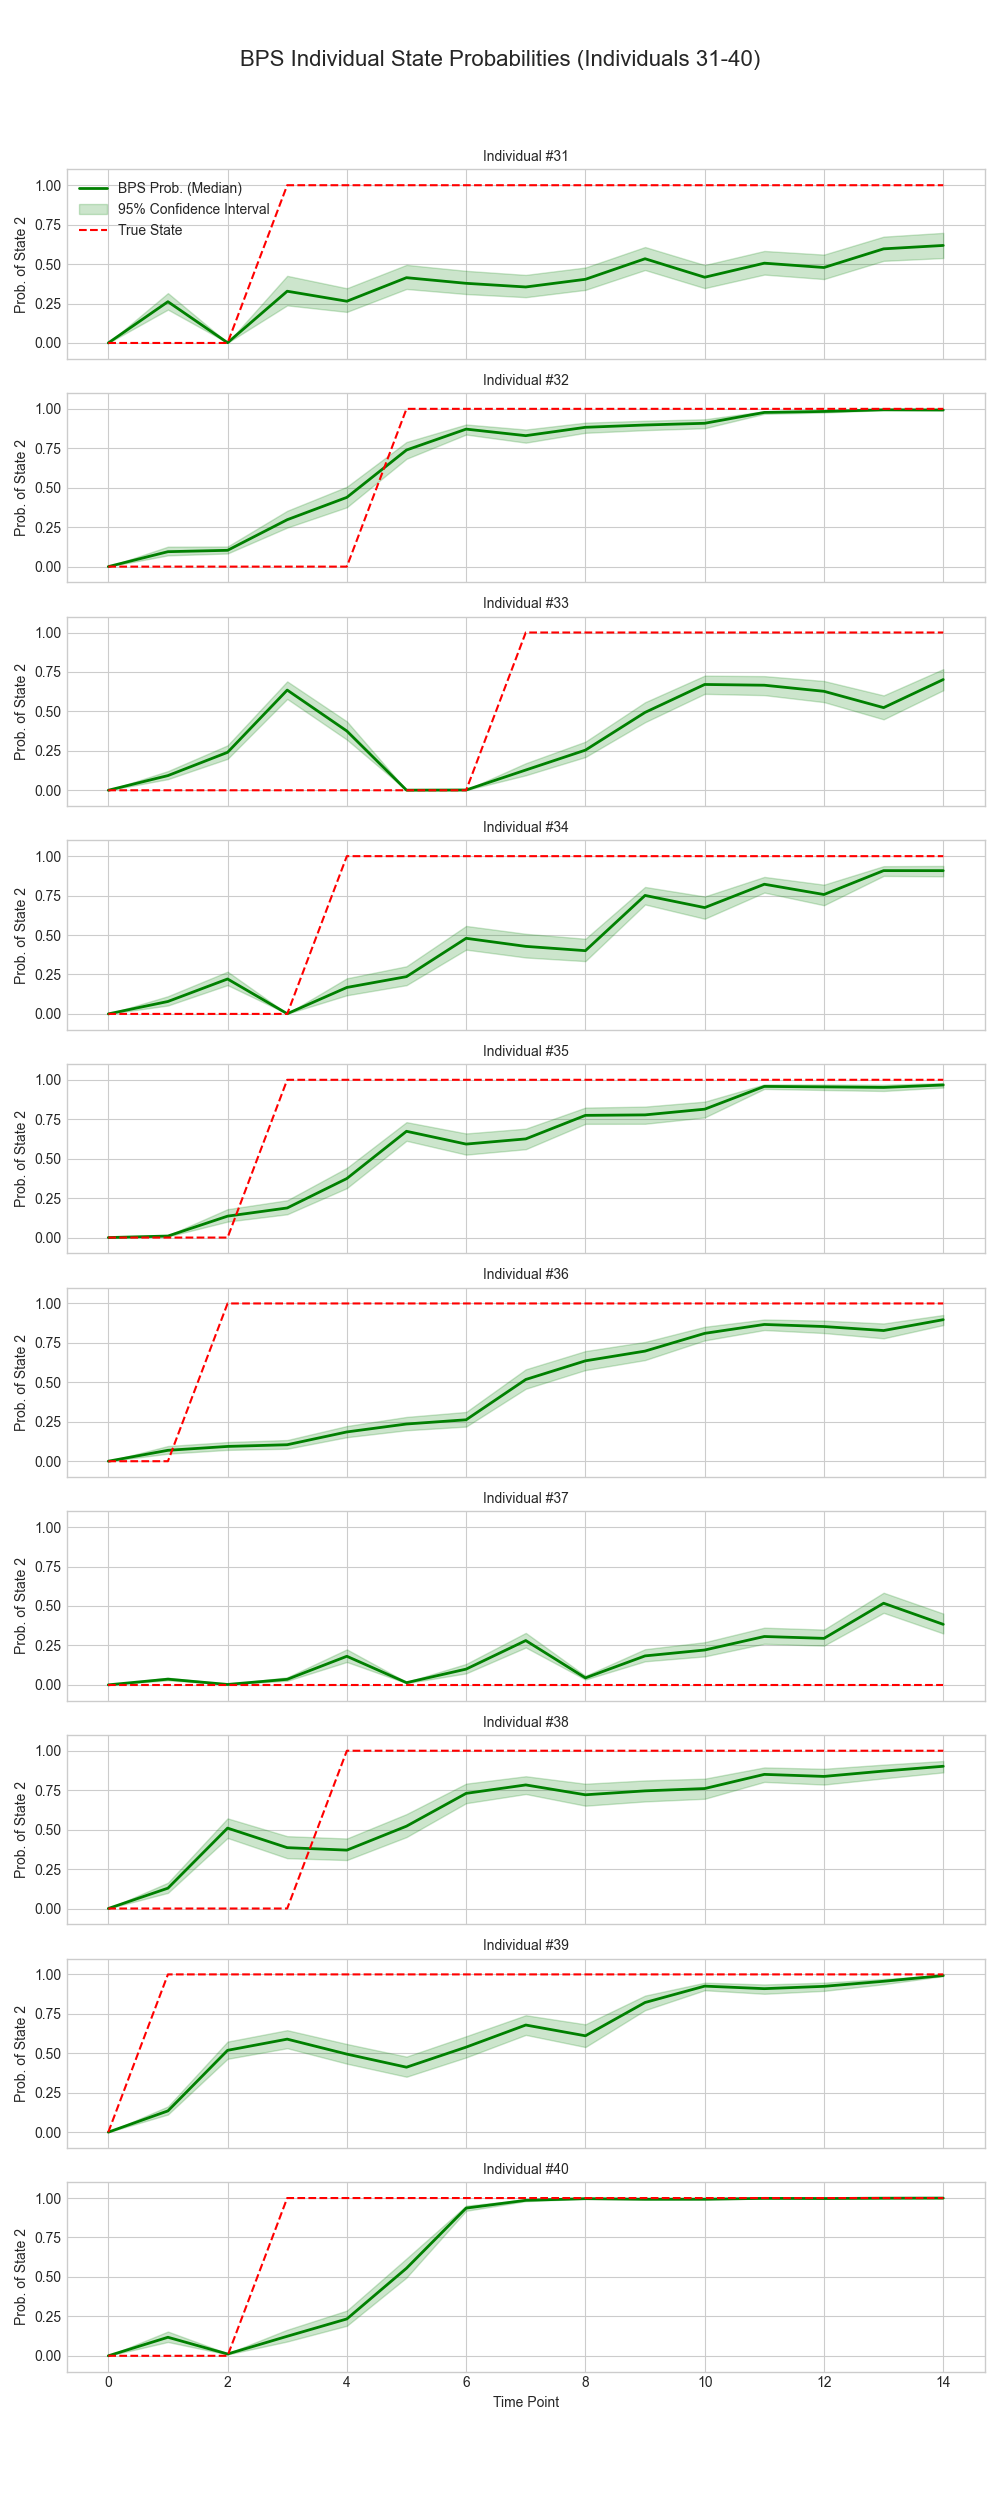 BPS Individual State Probabilities (Individuals 31-40)
Individual #31
1.00
0.75
0.50
0.25
0.00
Prob. of State 2
BPS Prob. (Median)
95% Confidence Interval
True State
Individual #32
1.00
0.75
0.50
0.25
0.00
Prob. of State 2
Individual #33
1.00
0.75
0.50
0.25
0.00
Prob. of State 2
Individual #34
1.00
0.75
0.50
0.25
0.00
Prob. of State 2
Individual #35
1.00
0.75
0.50
0.25
0.00
Prob. of State 2
Individual #36
1.00
0.75
0.50
0.25
0.00
Prob. of State 2
Individual #37
1.00
0.75
0.50
0.25
0.00
Prob. of State 2
Individual #38
1.00
0.75
0.50
0.25
0.00
Prob. of State 2
Individual #39
1.00
0.75
0.50
0.25
0.00
Prob. of State 2
Individual #40
1.00
0.75
0.50
0.25
0.00
Prob. of State 2
0 2 4 6 8 10 12 14
Time Point